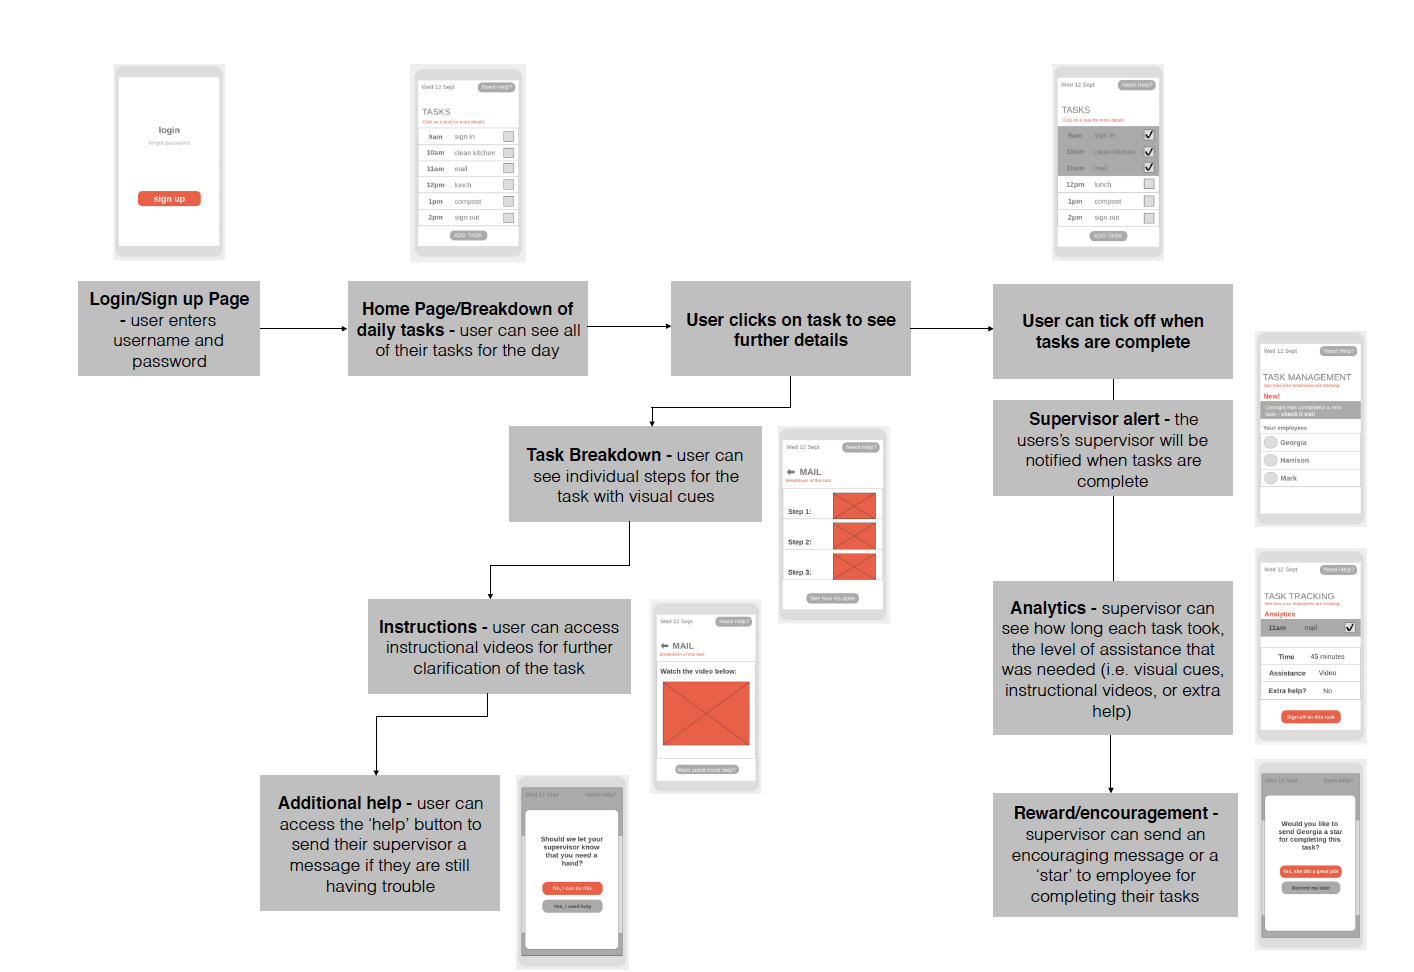 login
forgot password
sign up
Wed 12 Sept
Need Help?
TASKS
Click on a task for more details
9am sign in
10am clean kitchen
11am mail
12pm lunch
1pm compost
2pm sign out
ADD TASK
Wed 12 Sept
Need Help?
TASKS
Click on a task for more details
9am sign in
10am clean kitchen
11am mail
12pm lunch
1pm compost
2pm sign out
ADD TASK
Login/Sign up Page
- user enters
username and
password
Home Page/Breakdown of
daily tasks - user can see all
of their tasks for the day
User clicks on task to see
further details
User can tick off when
tasks are complete
Supervisor alert - the
users's supervisor will be
notified when tasks are
complete
Wed 12 Sept
Need Help?
TASK MANAGEMENT
See how your employees are tracking
New!
Georgia has completed a new
task - check it out!
Your employees
Georgia
Harrison
Mark
Task Breakdown - user can
see individual steps for the
task with visual cues
Wed 12 Sept
Need Help?
MAIL
Breakdown of this task
Step 1:
Step 2:
Step 3:
See how it's done
Instructions - user can access
instructional videos for further
clarification of the task
Wed 12 Sept
Need Help?
MAIL
Breakdown of this task
Watch the video below:
Want some more help?
Analytics - supervisor can
see how long each task took,
the level of assistance that
was needed (i.e. visual cues,
instructional videos, or extra
help)
Wed 12 Sept
Need Help?
TASK TRACKING
See how your employees are tracking
Analytics
11am mail
Time 45 minutes
Assistance Video
Extra help? No
Sign off on this task
Additional help - user can
access the ‘help’ button to
send their supervisor a
message if they are still
having trouble
Wed 12 Sept
Need Help?
Should we let your
supervisor know
that you need a
hand?
No, I can do this
Yes, I need help
Reward/encouragement -
supervisor can send an
encouraging message or a
‘star’ to employee for
completing their tasks
Wed 12 Sept
Need Help?
Would you like to
send Georgia a star
for completing this
task?
Yes, she did a great job!
Remind me later